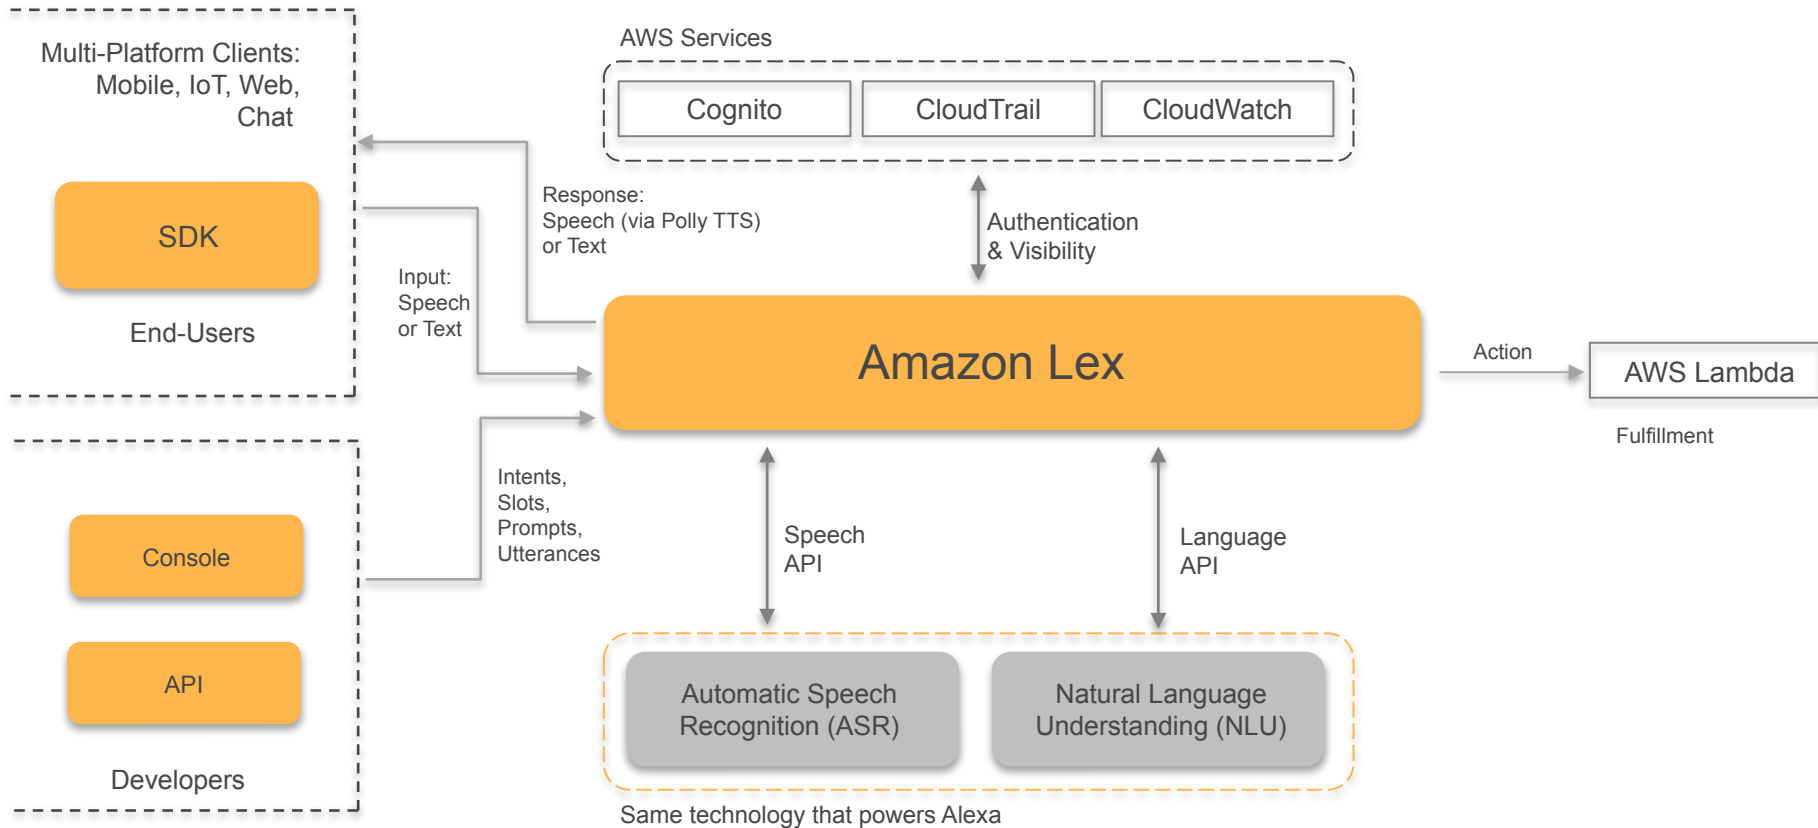 Multi-Platform Clients:
Mobile, IoT, Web,
Chat
SDK
End-Users
AWS Services
Cognito
CloudTrail
CloudWatch
Response:
Speech (via Polly TTS)
or Text
Authentication
& Visibility
Input:
Speech
or Text
Amazon Lex
Action
AWS Lambda
Fulfillment
Intents,
Slots,
Prompts,
Utterances
Console
API
Developers
Speech
API
Language
API
Automatic Speech
Recognition (ASR)
Natural Language
Understanding (NLU)
Same technology that powers Alexa